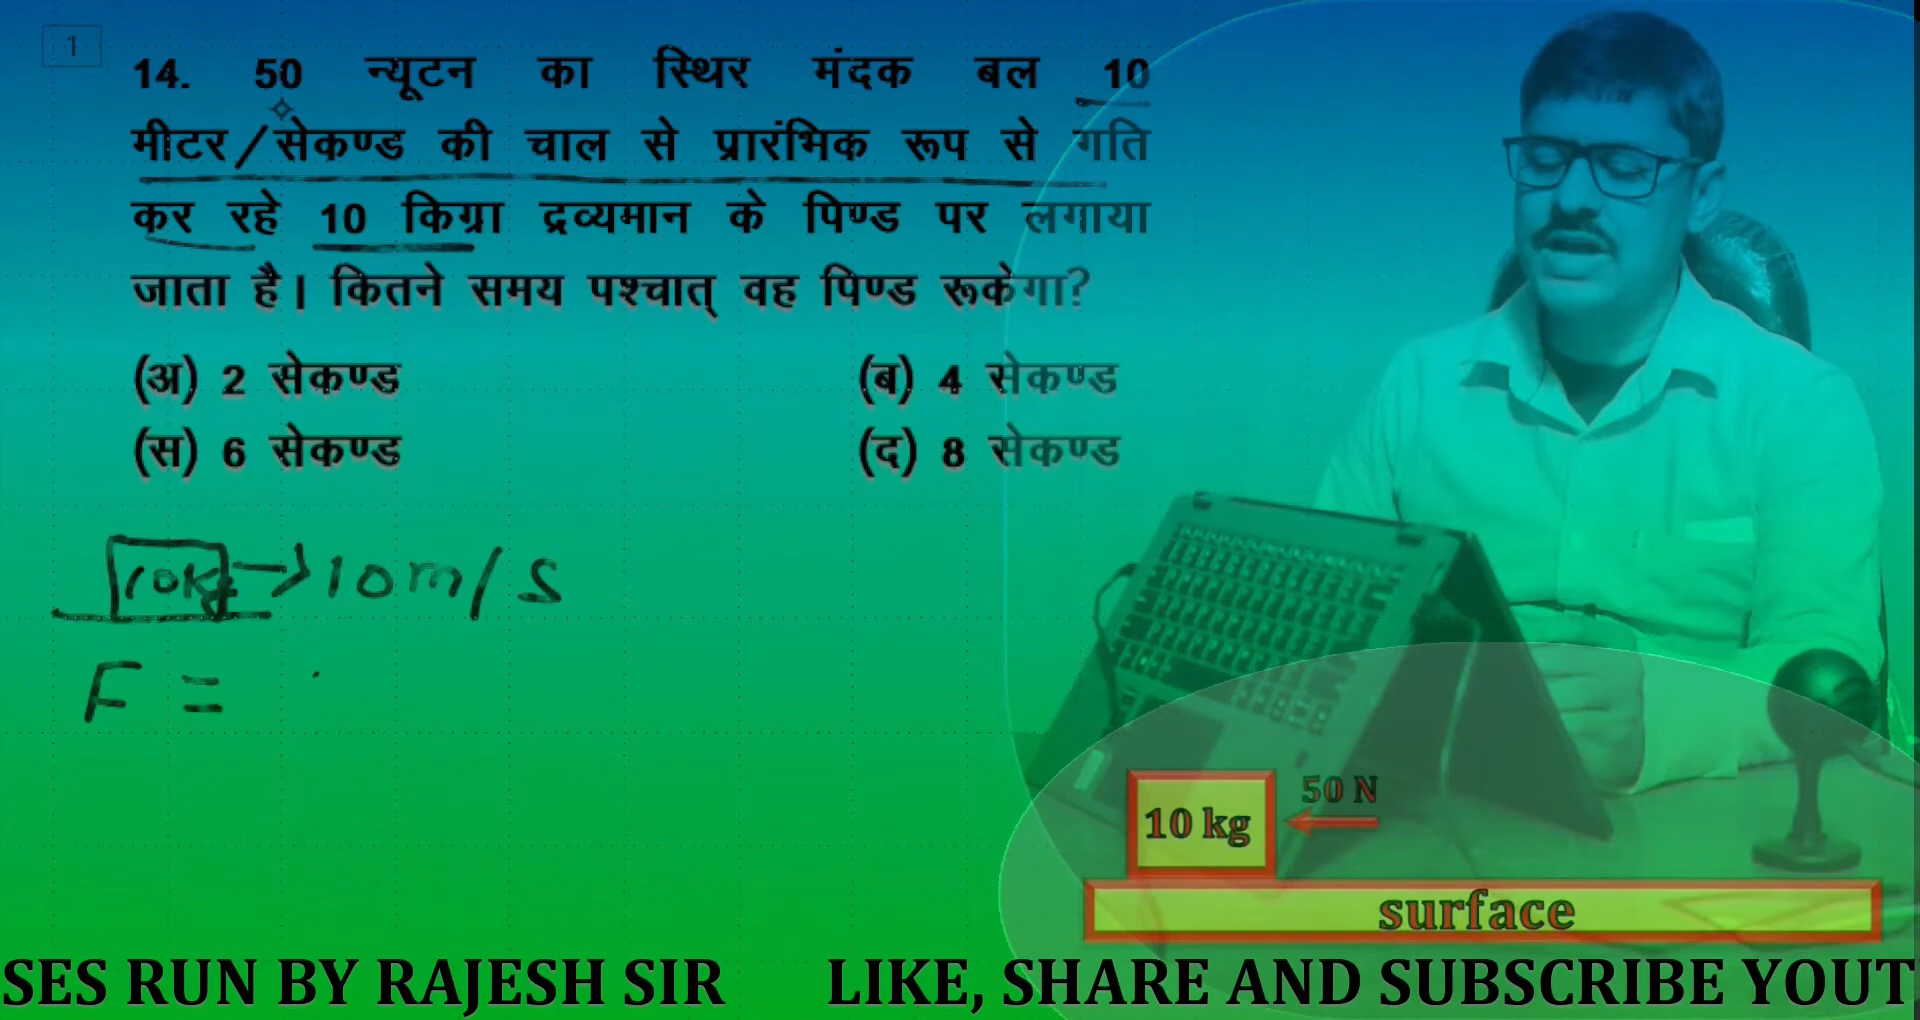 1
14. 50 न्यूटन का स्थिर मंदक बल 10
मीटर/सेकण्ड की चाल से प्रारंभिक रूप से गति
कर रहे 10 किग्रा द्रव्यमान के पिण्ड पर लगाया
जाता है। कितने समय पश्चात् वह पिण्ड रूकेगा?
(अ) 2 सेकण्ड (ब) 4 सेकण्ड
(स) 6 सेकण्ड (द) 8 सेकण्ड
10kg → 10m/s
F =
50 N
10 kg
surface
SES RUN BY RAJESH SIR LIKE, SHARE AND SUBSCRIBE YOUT